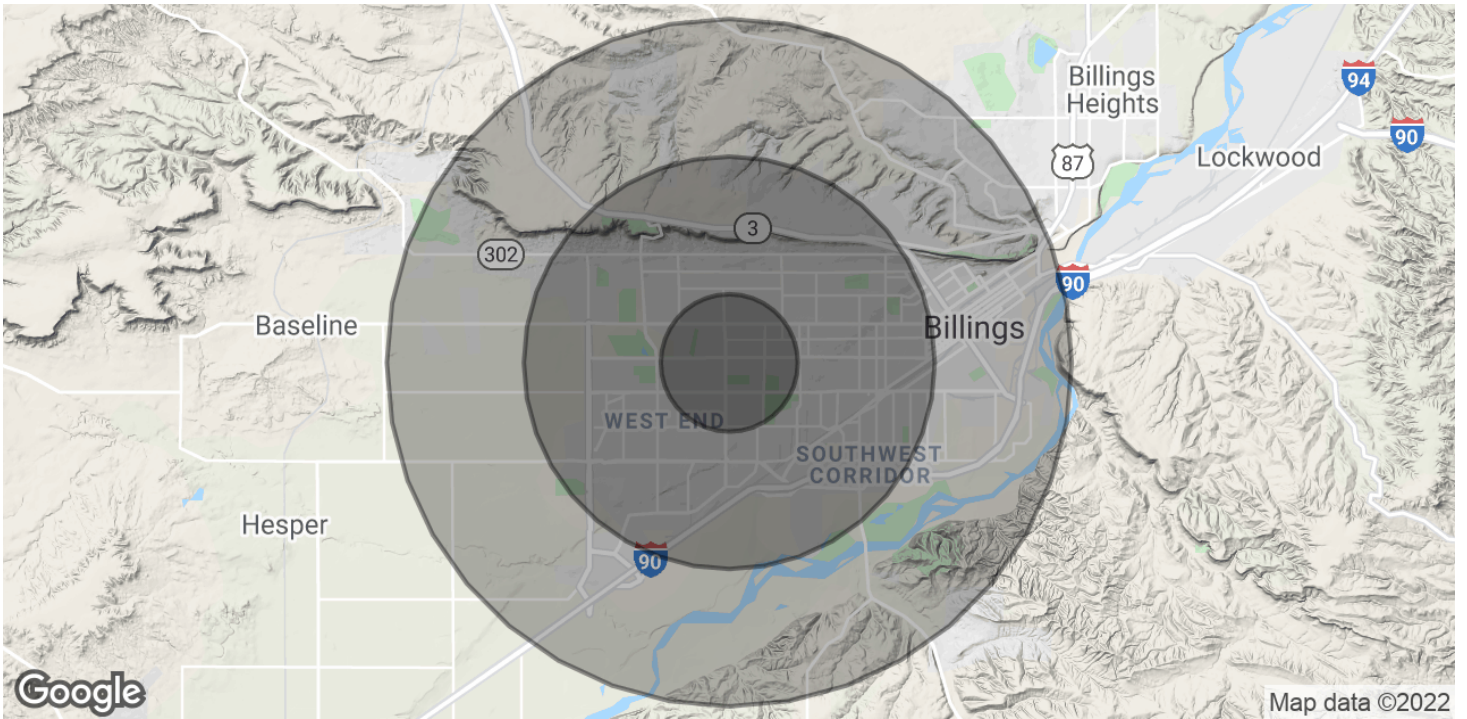 Billings
Heights
94
90
87
Lockwood
3
302
90
Baseline
Billings
WEST END
SOUTHWEST
CORRIDOR
Hesper
90
Google
Map data ©2022